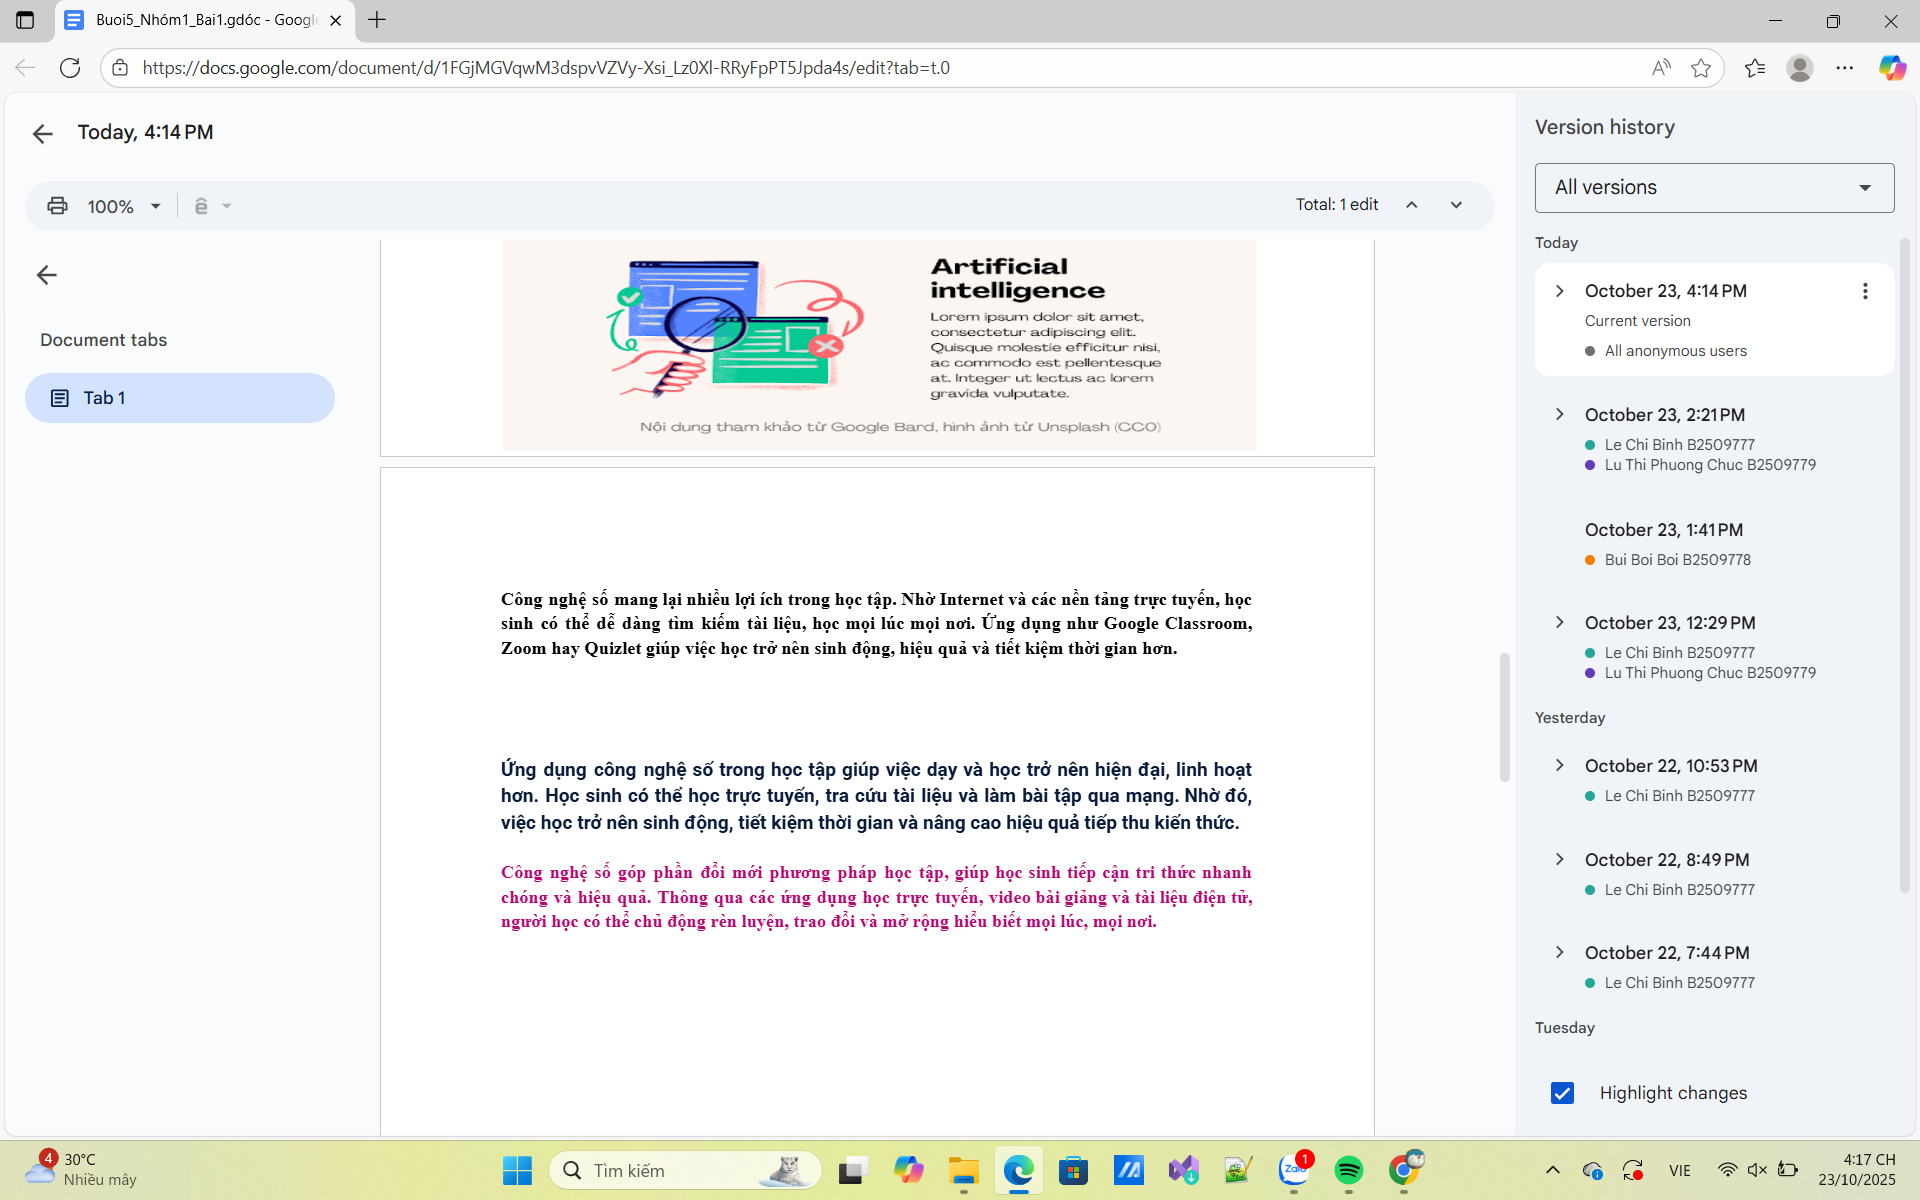 Buoi5_Nhóm1_Bai1.gdóc - Google
https://docs.google.com/document/d/1FGjMGVqwM3dspvVZVy-Xsi_Lz0Xl-RRyFpPT5Jpda4s/edit?tab=t.0
Today, 4:14 PM
100%
Total: 1 edit
Document tabs
Tab 1
Artificial
intelligence
Lorem ipsum dolor sit amet,
consectetur adipiscing elit.
Quisque molestie efficitur nisi,
ac commodo est pellentesque
at. Integer ut lectus ac lorem
gravida vulputate.
Nội dung tham khảo từ Google Bard, hình ảnh từ Unsplash (CC0)
Công nghệ số mang lại nhiều lợi ích trong học tập. Nhờ Internet và các nền tảng trực tuyến, học
sinh có thể dễ dàng tìm kiếm tài liệu, học mọi lúc mọi nơi. Ứng dụng như Google Classroom,
Zoom hay Quizlet giúp việc học trở nên sinh động, hiệu quả và tiết kiệm thời gian hơn.
Ứng dụng công nghệ số trong học tập giúp việc dạy và học trở nên hiện đại, linh hoạt
hơn. Học sinh có thể học trực tuyến, tra cứu tài liệu và làm bài tập qua mạng. Nhờ đó,
việc học trở nên sinh động, tiết kiệm thời gian và nâng cao hiệu quả tiếp thu kiến thức.
Công nghệ số góp phần đổi mới phương pháp học tập, giúp học sinh tiếp cận tri thức nhanh
chóng và hiệu quả. Thông qua các ứng dụng học trực tuyến, video bài giảng và tài liệu điện tử,
người học có thể chủ động rèn luyện, trao đổi và mở rộng hiểu biết mọi lúc, mọi nơi.
Version history
All versions
Today
October 23, 4:14 PM
Current version
All anonymous users
October 23, 2:21 PM
Le Chi Binh B2509777
Lu Thi Phuong Chuc B2509779
October 23, 1:41 PM
Bui Boi Boi B2509778
October 23, 12:29 PM
Le Chi Binh B2509777
Lu Thi Phuong Chuc B2509779
Yesterday
October 22, 10:53 PM
Le Chi Binh B2509777
October 22, 8:49 PM
Le Chi Binh B2509777
October 22, 7:44 PM
Le Chi Binh B2509777
Tuesday
Highlight changes
4
30°C
Nhiều mây
Tìm kiếm
Zalo
1
VIE
4:17 CH
23/10/2025